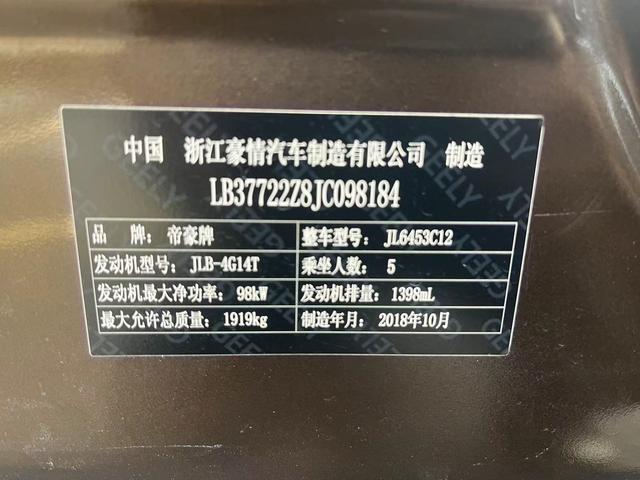 中国 浙江豪情汽车制造有限公司 制造
LB37722Z8JC098184
品 牌: 帝豪牌 整车型号: JL6453C12
发动机型号: JLB-4G14T 乘坐人数: 5
发动机最大净功率: 98kW 发动机排量: 1398mL
最大允许总质量: 1919kg 制造年月: 2018年10月
GEELY